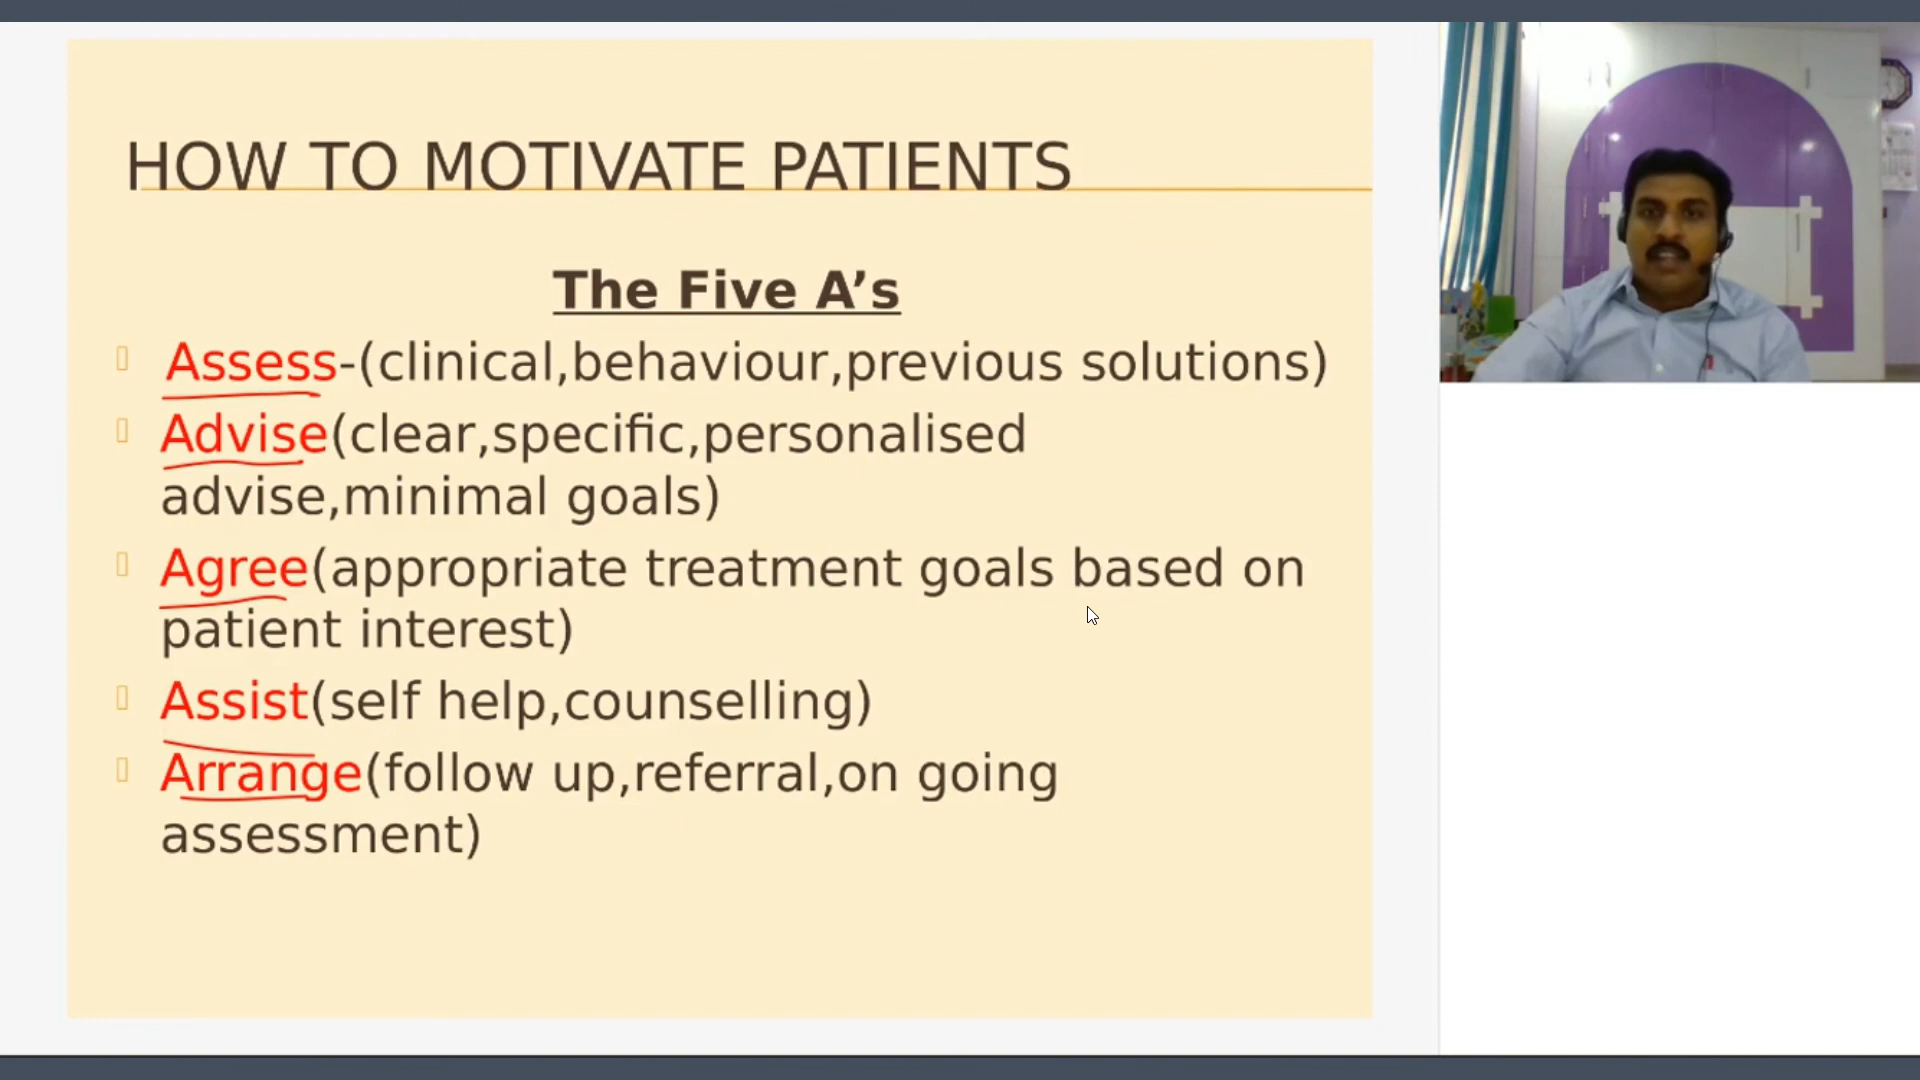 HOW TO MOTIVATE PATIENTS
The Five A’s
Assess-(clinical,behaviour,previous solutions)
Advise(clear,specific,personalised
advise,minimal goals)
Agree(appropriate treatment goals based on
patient interest)
Assist(self help,counselling)
Arrange(follow up,referral,on going
assessment)